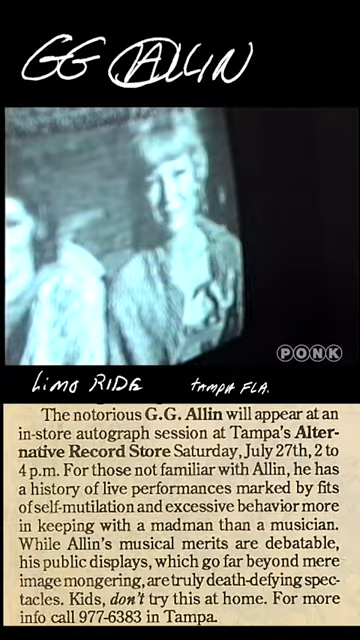 GG ALLIN
PONK
Limo RIDE tampa FLA.
The notorious G.G. Allin will appear at an
in-store autograph session at Tampa's Alter-
native Record Store Saturday, July 27th, 2 to
4 p.m. For those not familiar with Allin, he has
a history of live performances marked by fits
of self-mutilation and excessive behavior more
in keeping with a madman than a musician.
While Allin's musical merits are debatable,
his public displays, which go far beyond mere
image mongering, are truly death-defying spec-
tacles. Kids, don't try this at home. For more
info call 977-6383 in Tampa.